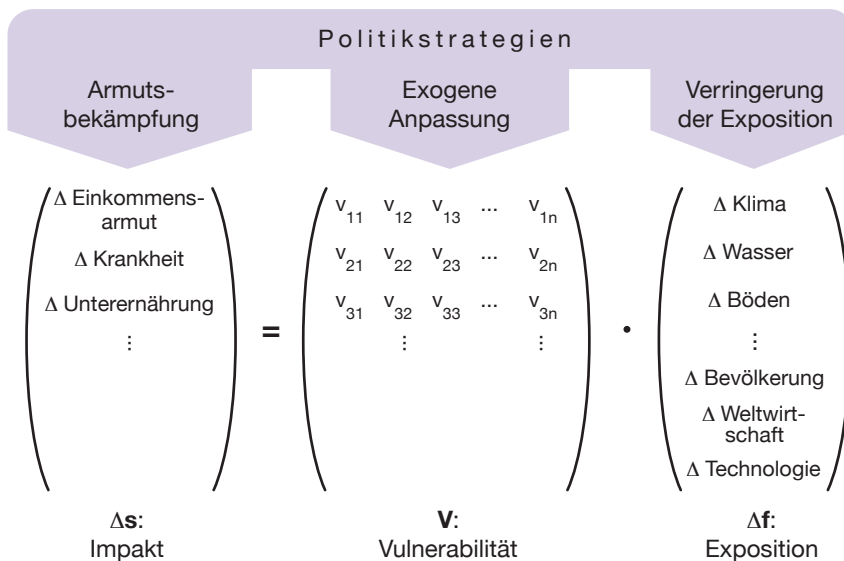 Politikstrategien
Armuts-
bekämpfung
Exogene
Anpassung
Verringerung
der Exposition
Δ Einkommens-
armut
Δ Krankheit
Δ Unterernährung
⋮
=
v11 v12 v13 ... v1n
v21 v22 v23 ... v2n
v31 v32 v33 ... v3n
⋮ ⋮
·
Δ Klima
Δ Wasser
Δ Böden
⋮
Δ Bevölkerung
Δ Weltwirt-
schaft
Δ Technologie
Δs:
Impakt
V:
Vulnerabilität
Δf:
Exposition